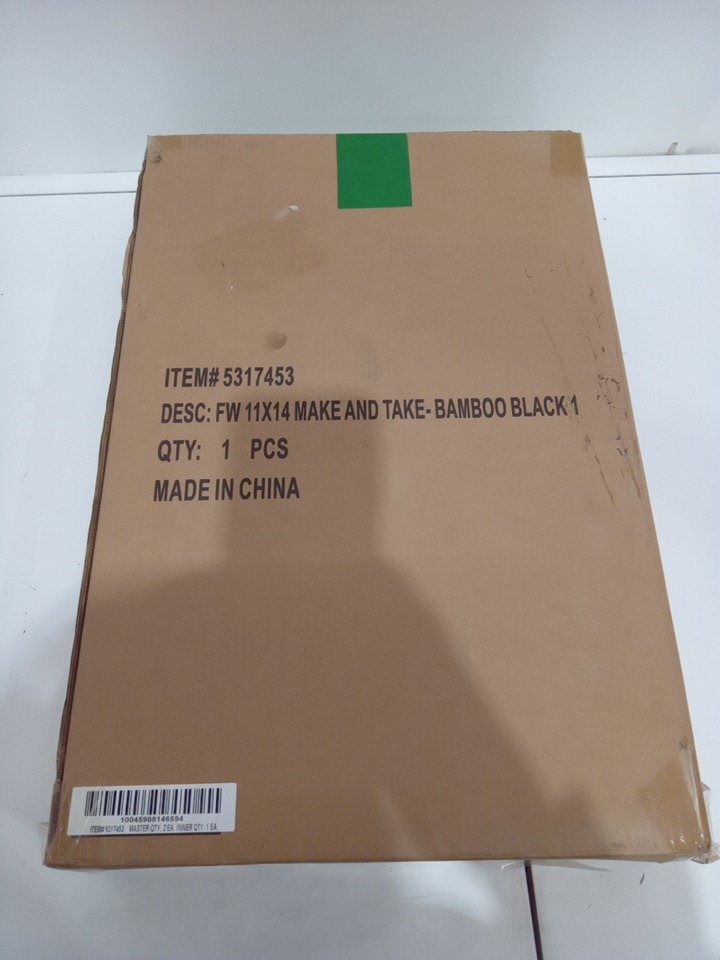 ITEM# 5317453
DESC: FW 11X14 MAKE AND TAKE- BAMBOO BLACK 1
QTY: 1 PCS
MADE IN CHINA
10045908146594
ITEM# 5317453 MASTER QTY: 2 EA INNER QTY: 1 EA